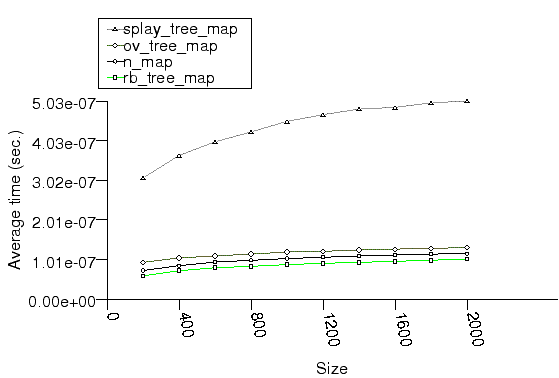 splay_tree_map
ov_tree_map
n_map
rb_tree_map
5.03e-07
4.03e-07
3.02e-07
2.01e-07
1.01e-07
0.00e+00
Average time (sec.)
0
400
800
1200
1600
2000
Size